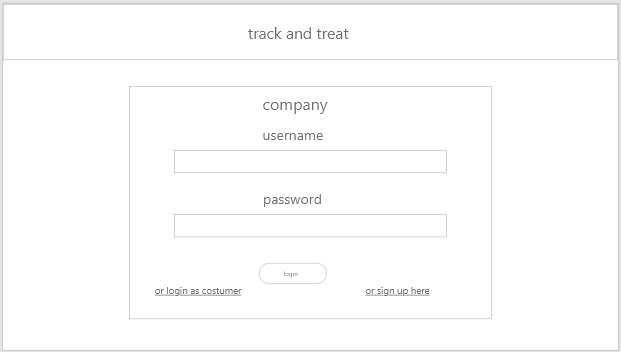 track and treat
company
username
password
login
or login as costumer
or sign up here